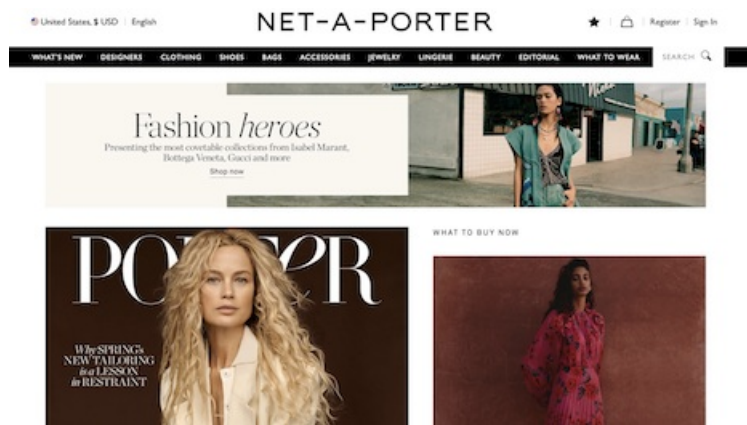 United States, $ USD
English
NET-A-PORTER
Register
Sign In
WHAT'S NEW
DESIGNERS
CLOTHING
SHOES
BAGS
ACCESSORIES
JEWELRY
LINGERIE
BEAUTY
EDITORIAL
WHAT TO WEAR
SEARCH
Fashion heroes
Presenting the most covetable collections from Isabel Marant,
Bottega Veneta, Gucci and more
Shop now
PORTER
Why SPRING's
NEW TAILORING
is a LESSON
in RESTRAINT
WHAT TO BUY NOW